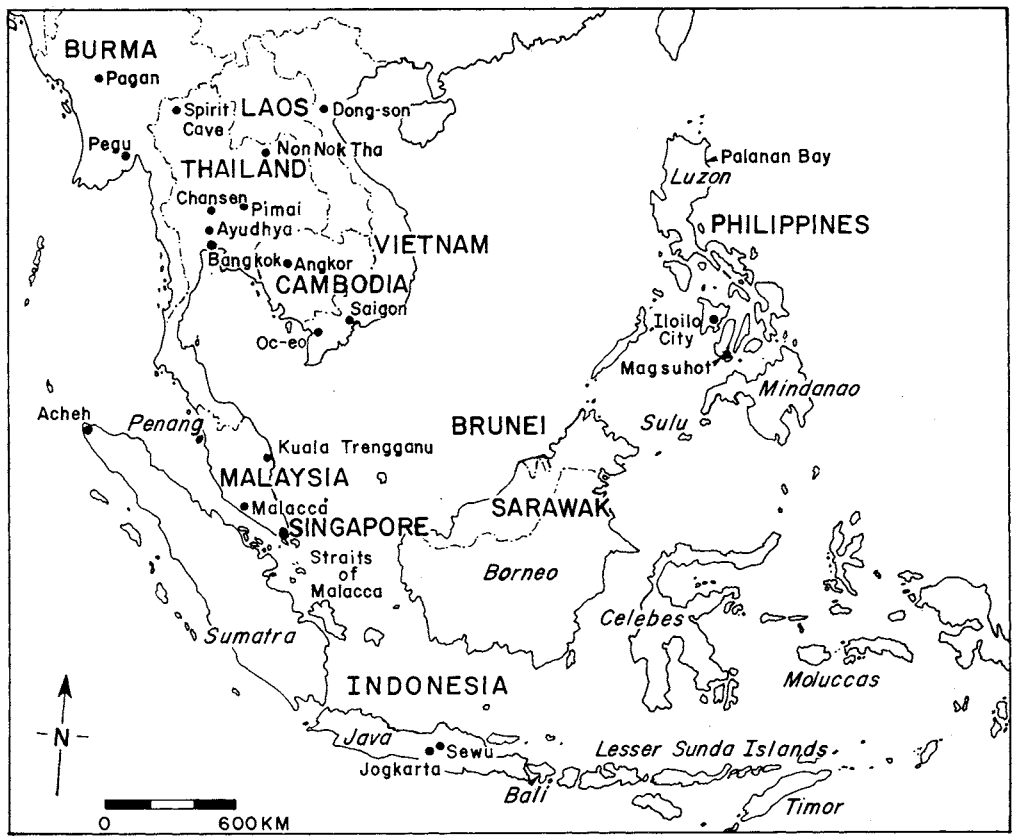 BURMA
Pagan
Spirit
Cave
LAOS
Dong-son
Pegu
Non Nok Tha
THAILAND
Palanan Bay
Luzon
Chansen
Pimai
Ayudhya
PHILIPPINES
VIETNAM
Bangkok
Angkor
CAMBODIA
Saigon
Oc-eo
Iloilo
City
Magsuhot
Mindanao
Acheh
Penang
BRUNEI
Sulu
Kuala Trengganu
MALAYSIA
Malacca
SARAWAK
SINGAPORE
Straits
of
Malacca
Borneo
Celebes
Sumatra
Moluccas
INDONESIA
-N-
Java
Sewu
Lesser Sunda Islands
Jogkarta
Bali
Timor
0 600 KM